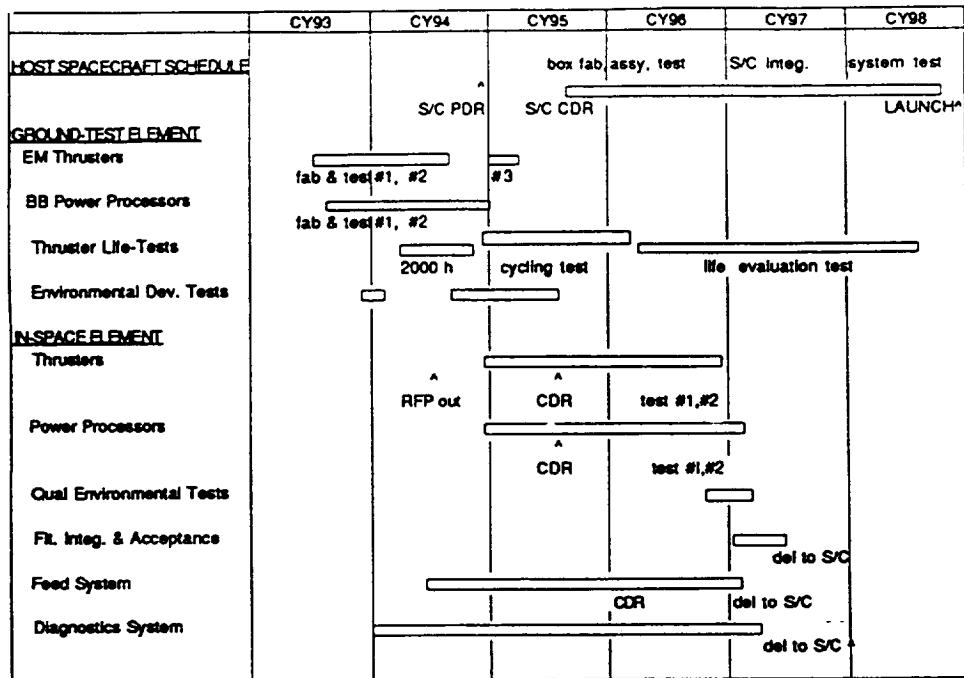 CY93 CY94 CY95 CY96 CY97 CY98
HOST SPACECRAFT SCHEDULE
box fab, assy, test S/C Integ. system test
^
S/C PDR S/C CDR LAUNCH^
GROUND-TEST ELEMENT
EM Thrusters
fab & test #1, #2 #3
BB Power Processors
fab & test #1, #2
Thruster Life-Tests
2000 h cycling test life evaluation test
Environmental Dev. Tests
IN-SPACE ELEMENT
Thrusters
^ ^
RFP out CDR test #1,#2
Power Processors
^
CDR test #1,#2
Qual Environmental Tests
Flt. Integ. & Acceptance
del to S/C
Feed System
CDR del to S/C
Diagnostics System
del to S/C ^